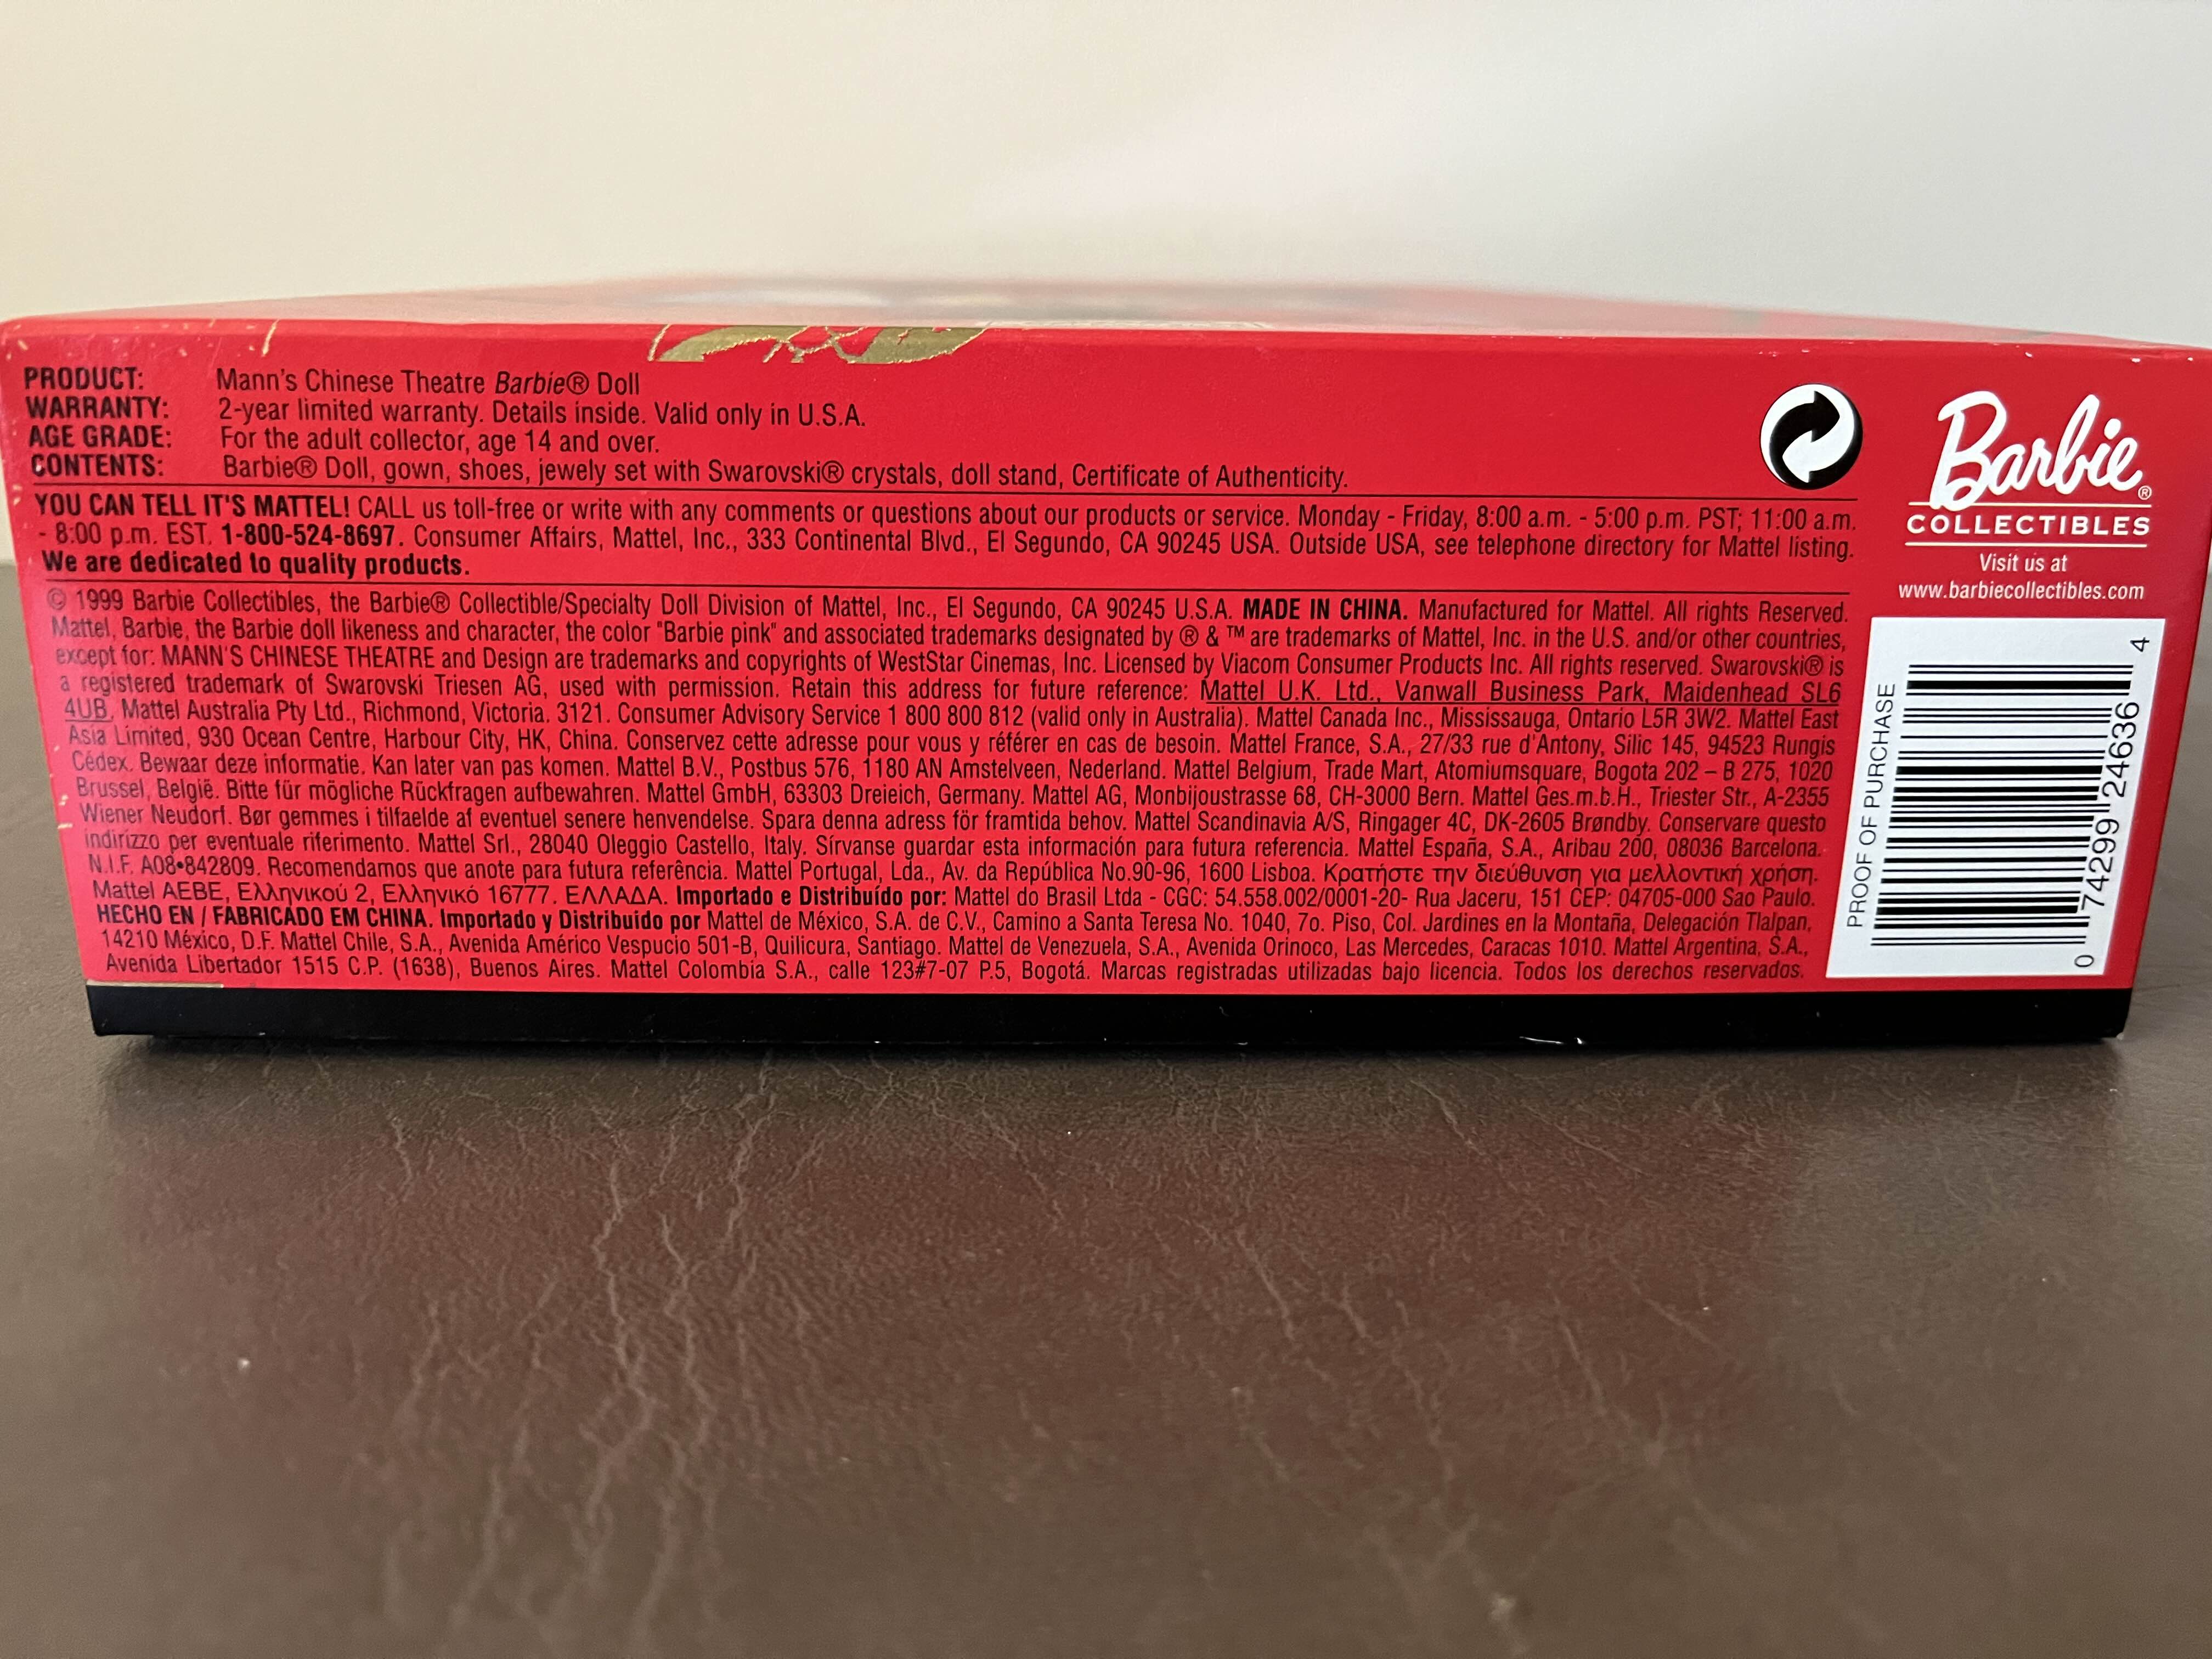 PRODUCT: Mann's Chinese Theatre Barbie® Doll
WARRANTY: 2-year limited warranty. Details inside. Valid only in U.S.A.
AGE GRADE: For the adult collector, age 14 and over.
CONTENTS: Barbie® Doll, gown, shoes, jewely set with Swarovski® crystals, doll stand, Certificate of Authenticity.
YOU CAN TELL IT'S MATTEL! CALL us toll-free or write with any comments or questions about our products or service. Monday - Friday, 8:00 a.m. - 5:00 p.m. PST; 11:00 a.m.
- 8:00 p.m. EST. 1-800-524-8697. Consumer Affairs, Mattel, Inc., 333 Continental Blvd., El Segundo, CA 90245 USA. Outside USA, see telephone directory for Mattel listing.
We are dedicated to quality products.
© 1999 Barbie Collectibles, the Barbie® Collectible/Specialty Doll Division of Mattel, Inc., El Segundo, CA 90245 U.S.A. MADE IN CHINA. Manufactured for Mattel. All rights Reserved.
Mattel, Barbie, the Barbie doll likeness and character, the color "Barbie pink" and associated trademarks designated by ® & ™ are trademarks of Mattel, Inc. in the U.S. and/or other countries,
except for: MANN'S CHINESE THEATRE and Design are trademarks and copyrights of WestStar Cinemas, Inc. Licensed by Viacom Consumer Products Inc. All rights reserved. Swarovski® is
a registered trademark of Swarovski Triesen AG, used with permission. Retain this address for future reference: Mattel U.K. Ltd., Vanwall Business Park, Maidenhead SL6
4UB. Mattel Australia Pty Ltd., Richmond, Victoria. 3121. Consumer Advisory Service 1 800 800 812 (valid only in Australia). Mattel Canada Inc., Mississauga, Ontario L5R 3W2. Mattel East
Asia Limited, 930 Ocean Centre, Harbour City, HK, China. Conservez cette adresse pour vous y référer en cas de besoin. Mattel France, S.A., 27/33 rue d'Antony, Silic 145, 94523 Rungis
Cédex. Bewaar deze informatie. Kan later van pas komen. Mattel B.V., Postbus 576, 1180 AN Amstelveen, Nederland. Mattel Belgium, Trade Mart, Atomiumsquare, Bogota 202 – B 275, 1020
Brussel, België. Bitte für mögliche Rückfragen aufbewahren. Mattel GmbH, 63303 Dreieich, Germany. Mattel AG, Monbijoustrasse 68, CH-3000 Bern. Mattel Ges.m.b.H., Triester Str., A-2355
Wiener Neudorf. Bør gemmes i tilfaelde af eventuel senere henvendelse. Spara denna adress för framtida behov. Mattel Scandinavia A/S, Ringager 4C, DK-2605 Brøndby. Conservare questo
indirizzo per eventuale riferimento. Mattel Srl., 28040 Oleggio Castello, Italy. Sírvanse guardar esta información para futura referencia. Mattel España, S.A., Aribau 200, 08036 Barcelona.
N.I.F. A08•842809. Recomendamos que anote para futura referência. Mattel Portugal, Lda., Av. da República No.90-96, 1600 Lisboa. Κρατήστε την διεύθυνση για μελλοντική χρήση.
Mattel AEBE, Ελληνικού 2, Ελληνικό 16777. ΕΛΛΑΔΑ. Importado e Distribuído por: Mattel do Brasil Ltda - CGC: 54.558.002/0001-20- Rua Jaceru, 151 CEP: 04705-000 Sao Paulo.
HECHO EN / FABRICADO EM CHINA. Importado y Distribuido por Mattel de México, S.A. de C.V., Camino a Santa Teresa No. 1040, 7o. Piso, Col. Jardines en la Montaña, Delegación Tlalpan,
14210 México, D.F. Mattel Chile, S.A., Avenida Américo Vespucio 501-B, Quilicura, Santiago. Mattel de Venezuela, S.A., Avenida Orinoco, Las Mercedes, Caracas 1010. Mattel Argentina, S.A.,
Avenida Libertador 1515 C.P. (1638), Buenos Aires. Mattel Colombia S.A., calle 123#7-07 P.5, Bogotá. Marcas registradas utilizadas bajo licencia. Todos los derechos reservados.
Barbie®
COLLECTIBLES
Visit us at
www.barbiecollectibles.com
PROOF OF PURCHASE
0 74299 24636 4